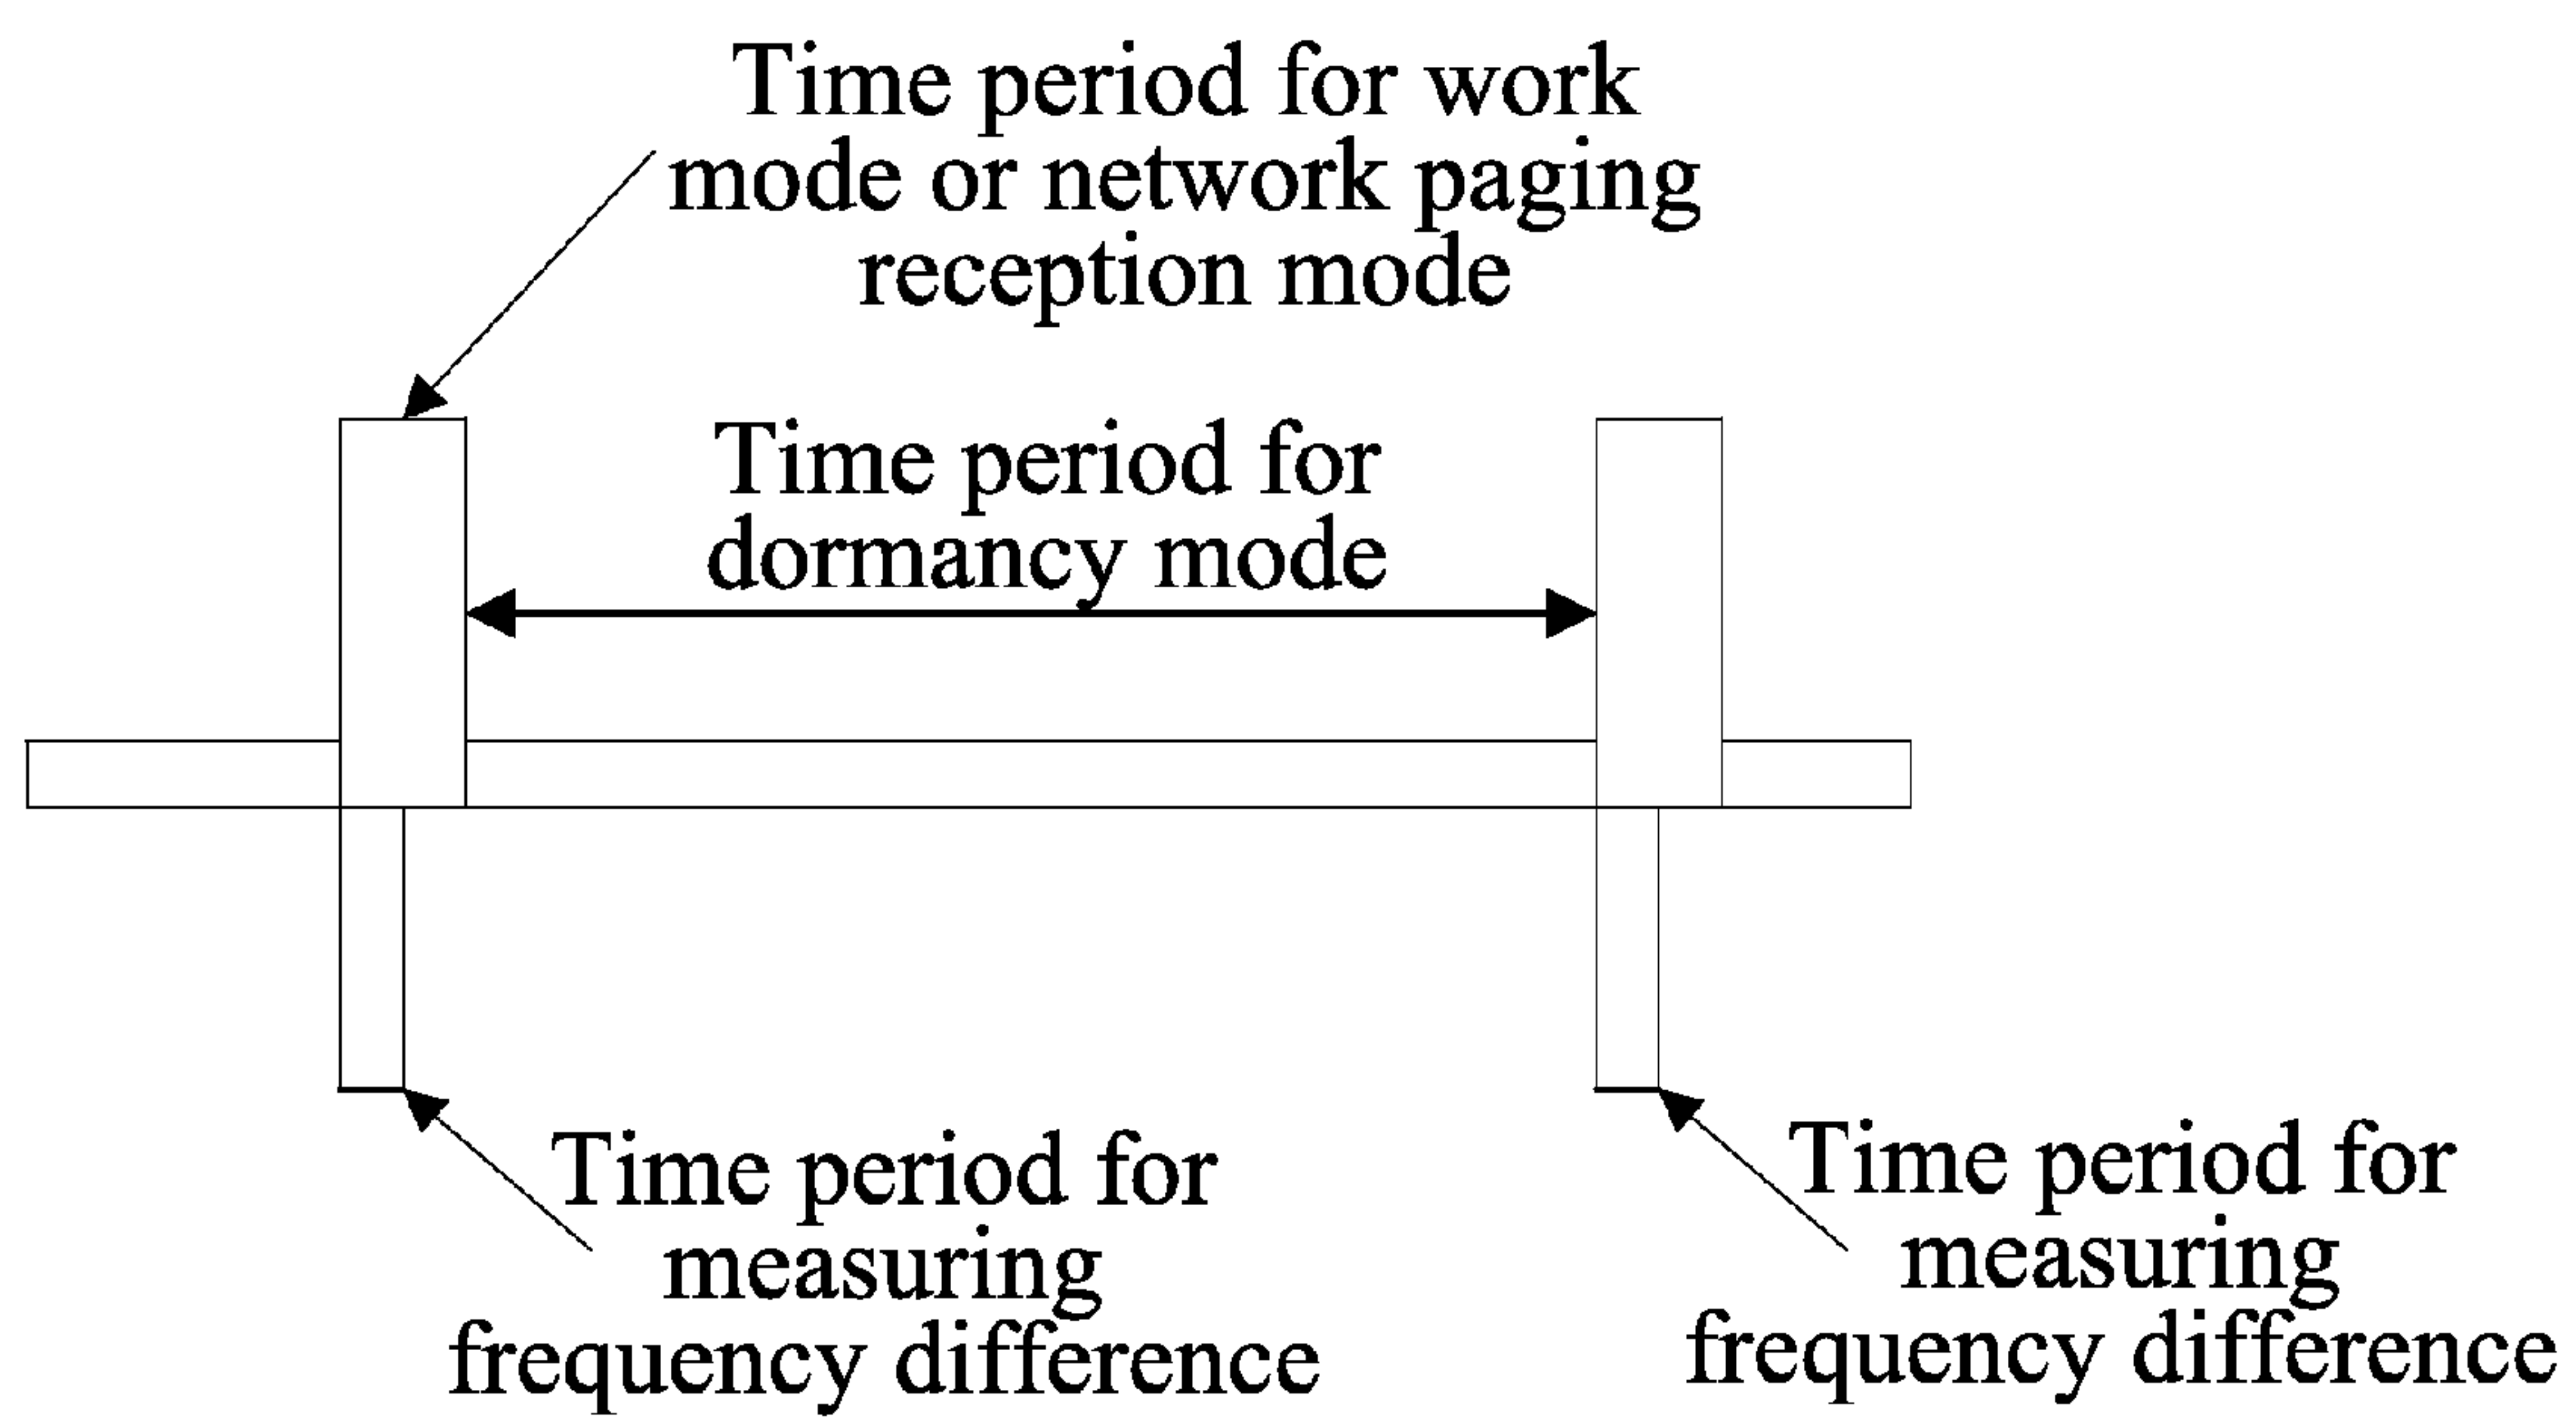 Time period for work
mode or network paging
reception mode
Time period for
dormancy mode
Time period for
measuring
frequency difference
Time period for
measuring
frequency difference